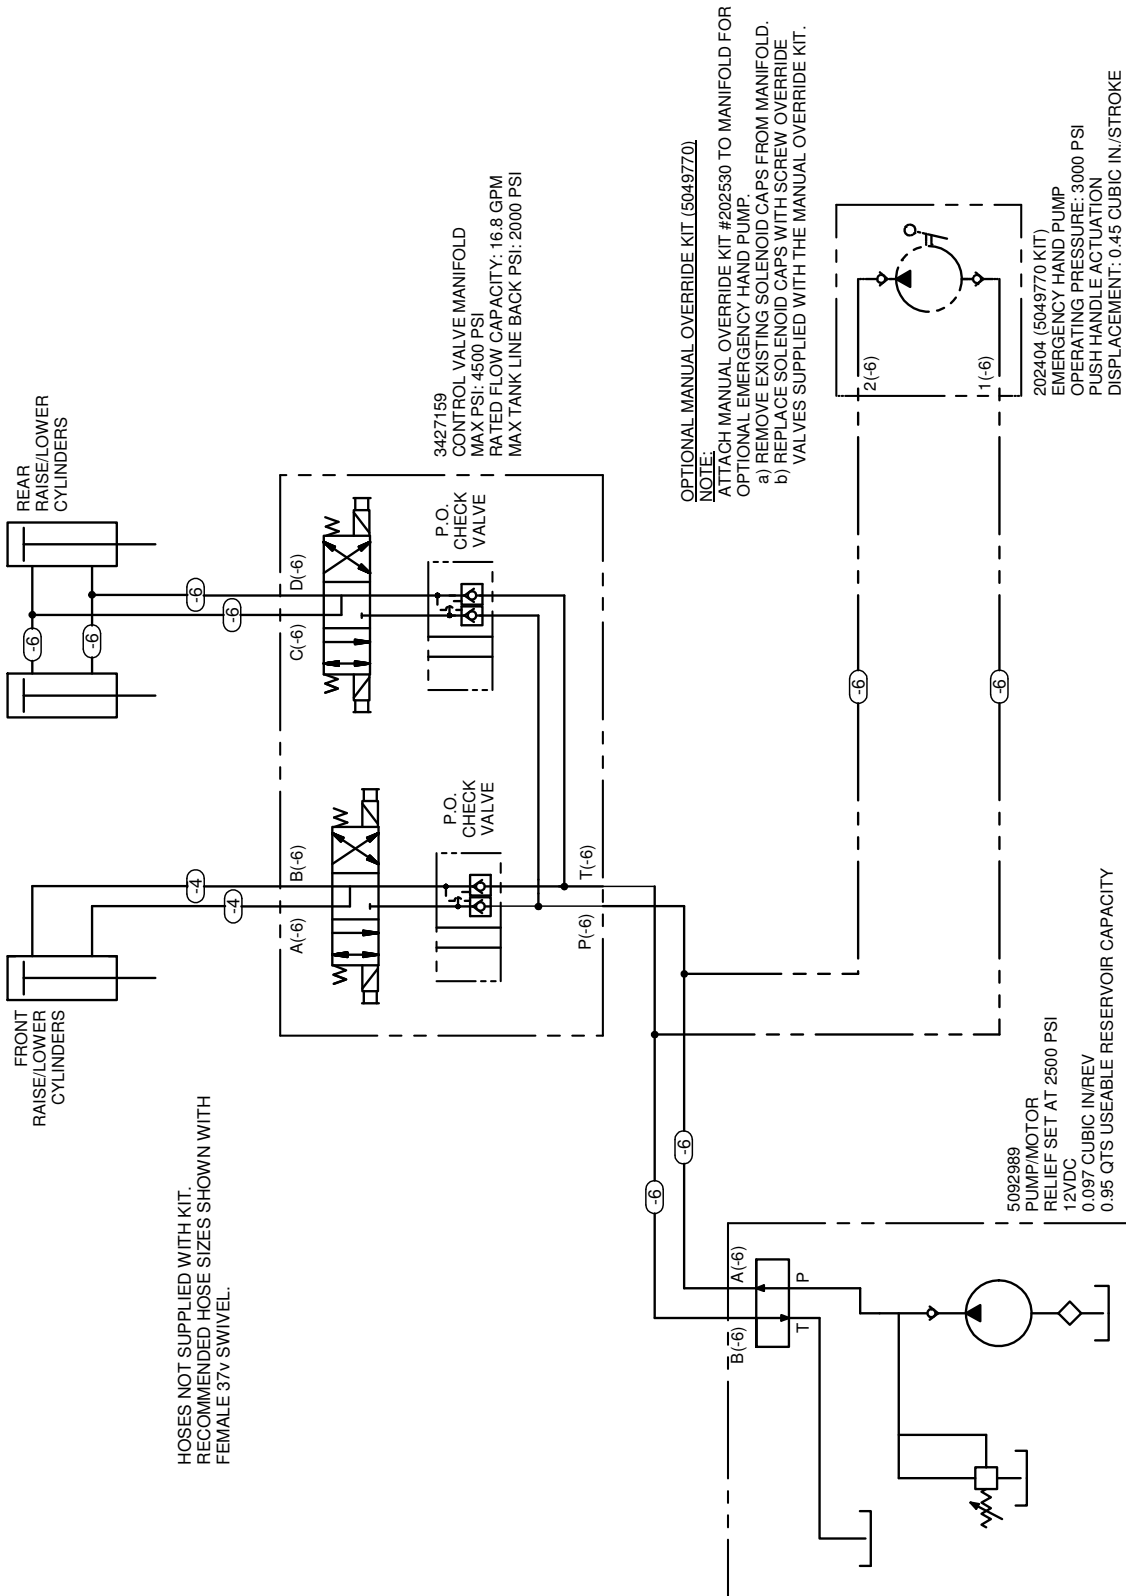 FRONT
RAISE/LOWER
CYLINDERS
REAR
RAISE/LOWER
CYLINDERS
HOSES NOT SUPPLIED WITH KIT.
RECOMMENDED HOSE SIZES SHOWN WITH
FEMALE 37v SWIVEL.
-4
-4
-6
-6
-6
-6
A(-6)
B(-6)
C(-6)
D(-6)
P.O.
CHECK
VALVE
P.O.
CHECK
VALVE
P(-6)
T(-6)
3427159
CONTROL VALVE MANIFOLD
MAX PSI: 4500 PSI
RATED FLOW CAPACITY: 16.8 GPM
MAX TANK LINE BACK PSI: 2000 PSI
OPTIONAL MANUAL OVERRIDE KIT (5049770)
NOTE:
ATTACH MANUAL OVERRIDE KIT #202530 TO MANIFOLD FOR
OPTIONAL EMERGENCY HAND PUMP.
a) REMOVE EXISTING SOLENOID CAPS FROM MANIFOLD.
b) REPLACE SOLENOID CAPS WITH SCREW OVERRIDE
VALVES SUPPLIED WITH THE MANUAL OVERRIDE KIT.
-6
-6
-6
-6
2(-6)
1(-6)
202404 (5049770 KIT)
EMERGENCY HAND PUMP
OPERATING PRESSURE: 3000 PSI
PUSH HANDLE ACTUATION
DISPLACEMENT: 0.45 CUBIC IN./STROKE
B(-6)
A(-6)
T
P
5092989
PUMP/MOTOR
RELIEF SET AT 2500 PSI
12VDC
0.097 CUBIC IN/REV
0.95 QTS USEABLE RESERVOIR CAPACITY